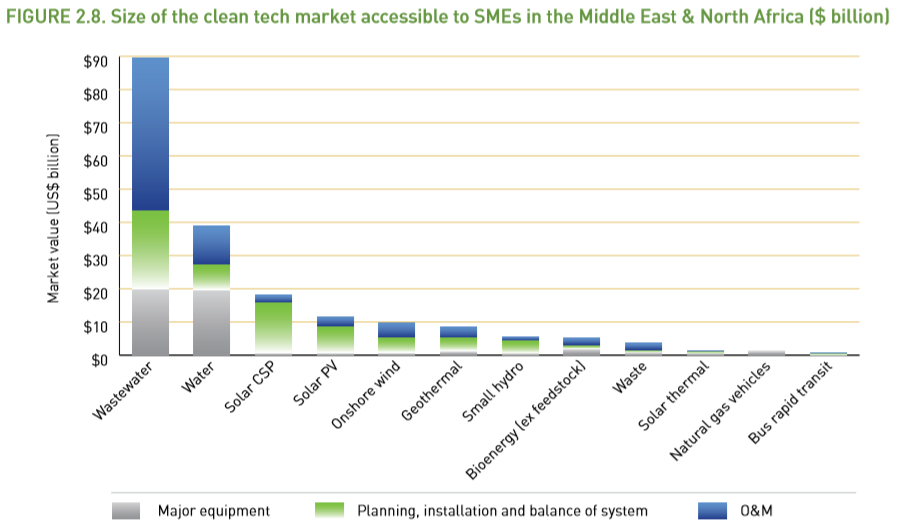 FIGURE 2.8. Size of the clean tech market accessible to SMEs in the Middle East & North Africa ($ billion)
Market value (US$ billion)
$90
$80
$70
$60
$50
$40
$30
$20
$10
$0
Wastewater
Water
Solar CSP
Solar PV
Onshore wind
Geothermal
Small hydro
Bioenergy (ex feedstock)
Waste
Solar thermal
Natural gas vehicles
Bus rapid transit
Major equipment
Planning, installation and balance of system
O&M